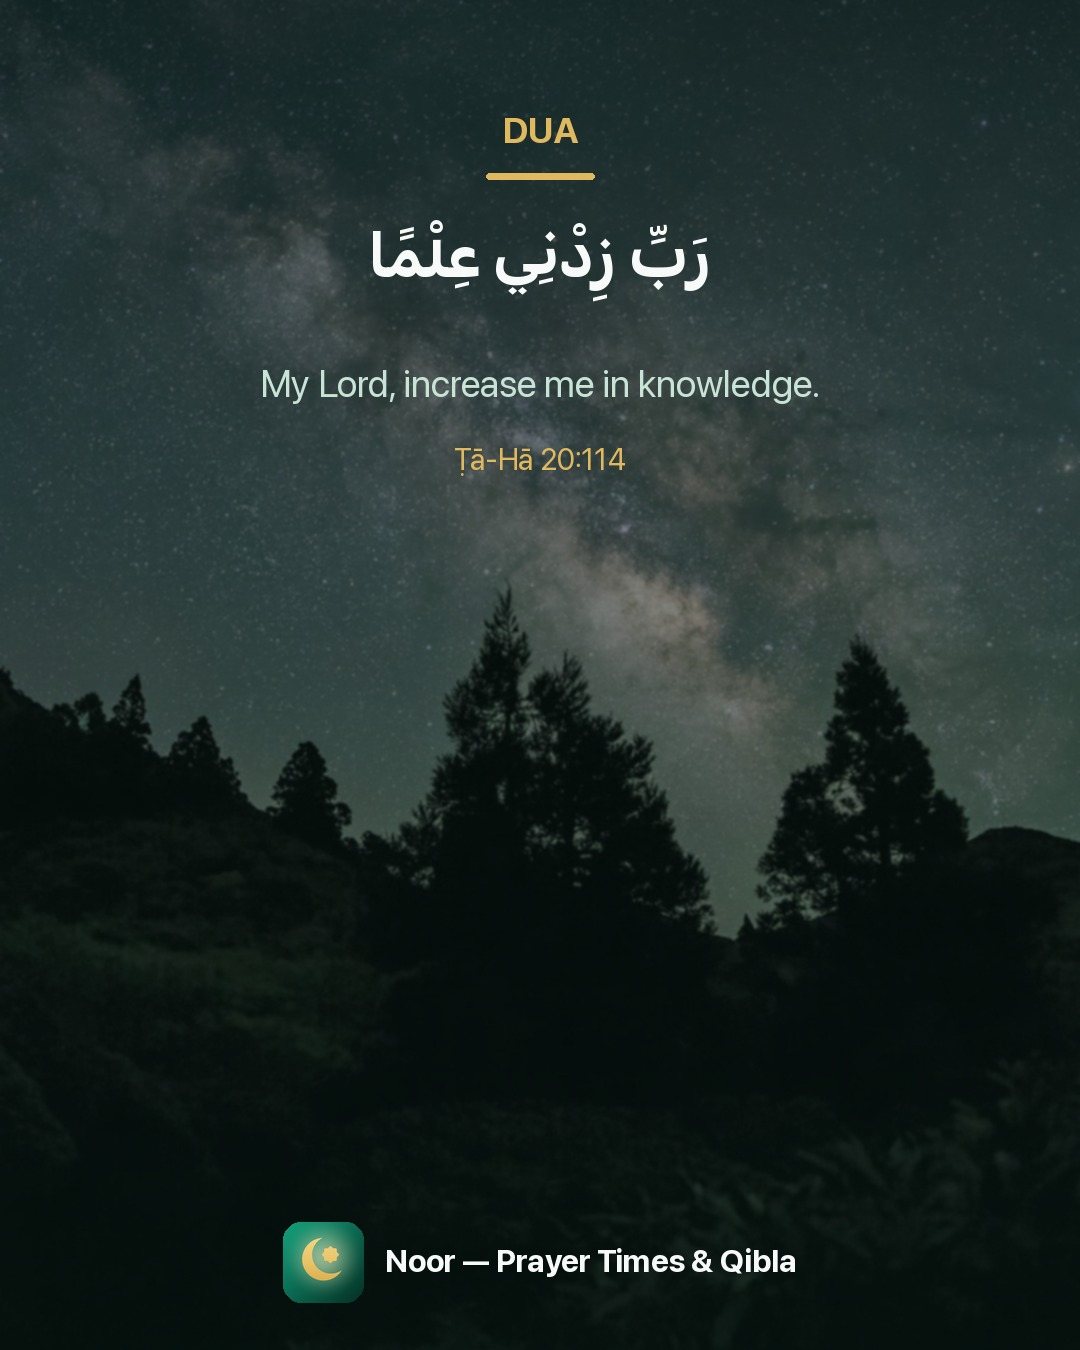 DUA
رَبِّ زِدْنِي عِلْمًا
My Lord, increase me in knowledge.
Ṭā-Hā 20:114
Noor — Prayer Times & Qibla